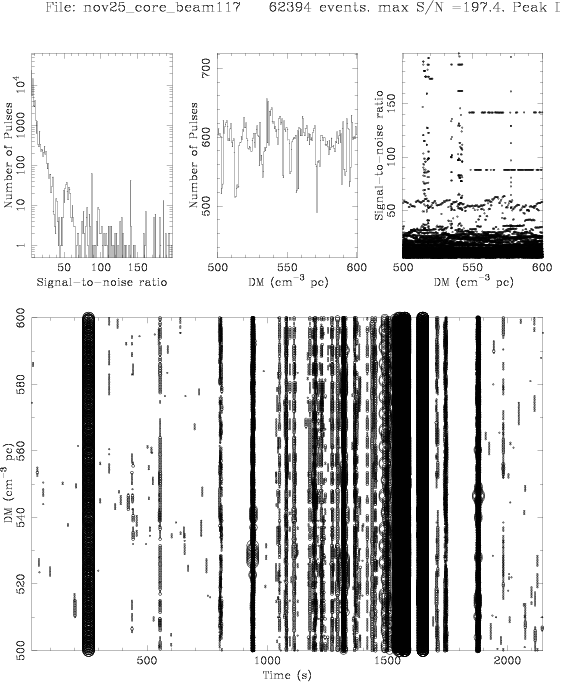 File: nov25_core_beam117 62394 events. max S/N =197.4. Peak
10⁴
1000
100
10
1
50 100 150
Number of Pulses
Signal-to-noise ratio
700
600
500
500 550 600
Number of Pulses
DM (cm⁻³ pc)
150
100
50
500 550 600
Signal-to-noise ratio
DM (cm⁻³ pc)
600
580
560
540
520
500
DM (cm⁻³ pc)
500 1000 1500 2000
Time (s)